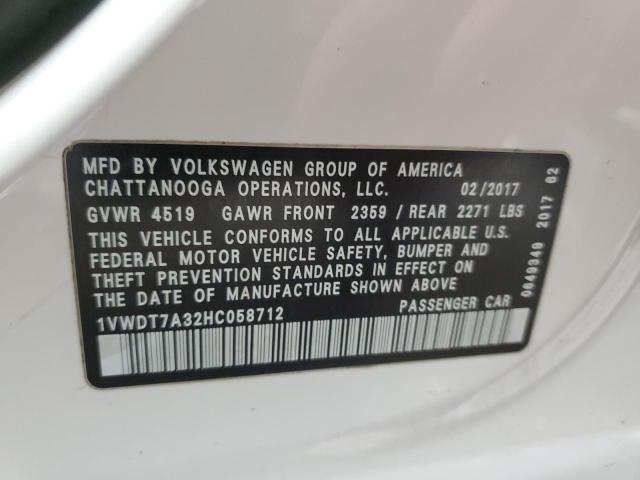 MFD BY VOLKSWAGEN GROUP OF AMERICA
CHATTANOOGA OPERATIONS, LLC. 02/2017
GVWR 4519 GAWR FRONT 2359 / REAR 2271 LBS
THIS VEHICLE CONFORMS TO ALL APPLICABLE U.S.
FEDERAL MOTOR VEHICLE SAFETY, BUMPER AND
THEFT PREVENTION STANDARDS IN EFFECT ON
THE DATE OF MANUFACTURE SHOWN ABOVE
1VWDT7A32HC058712 PASSENGER CAR
0649349 2017 02